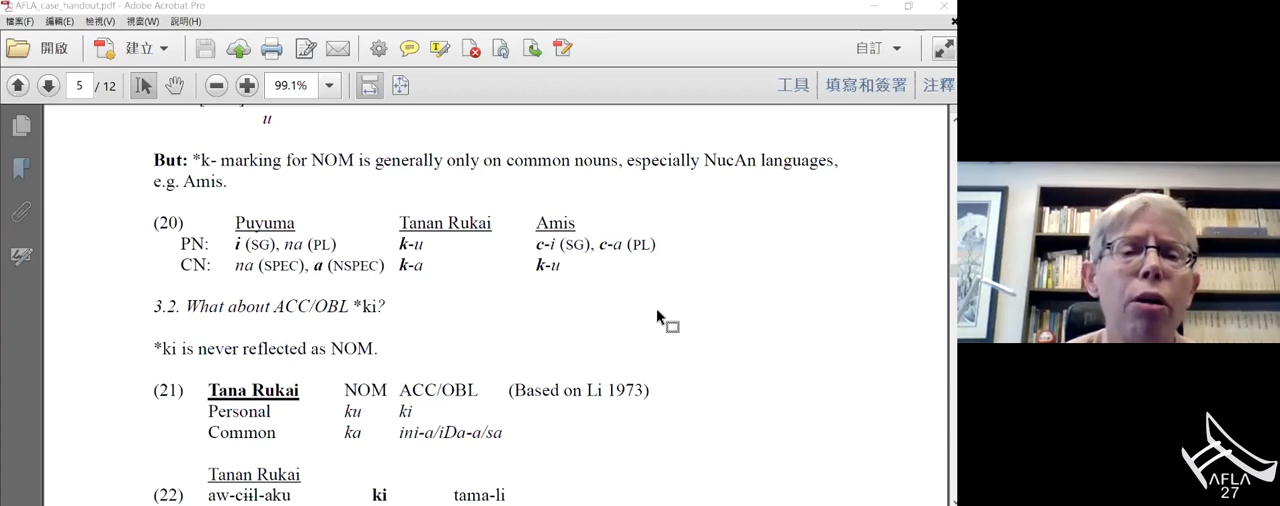 AFLA_case_handout.pdf - Adobe Acrobat Pro
檔案(F) 編輯(E) 檢視(V) 視窗(W) 說明(H)
開啟 建立 自訂
5 / 12 99.1% 工具 填寫和簽署 注釋
u
But: *k- marking for NOM is generally only on common nouns, especially NucAn languages,
e.g. Amis.
(20) Puyuma Tanan Rukai Amis
PN: i (SG), na (PL) k-u c-i (SG), c-a (PL)
CN: na (SPEC), a (NSPEC) k-a k-u
3.2. What about ACC/OBL *ki?
*ki is never reflected as NOM.
(21) Tana Rukai NOM ACC/OBL (Based on Li 1973)
Personal ku ki
Common ka ini-a/iDa-a/sa
Tanan Rukai
(22) aw-cɨɨl-aku ki tama-li
AFLA
27